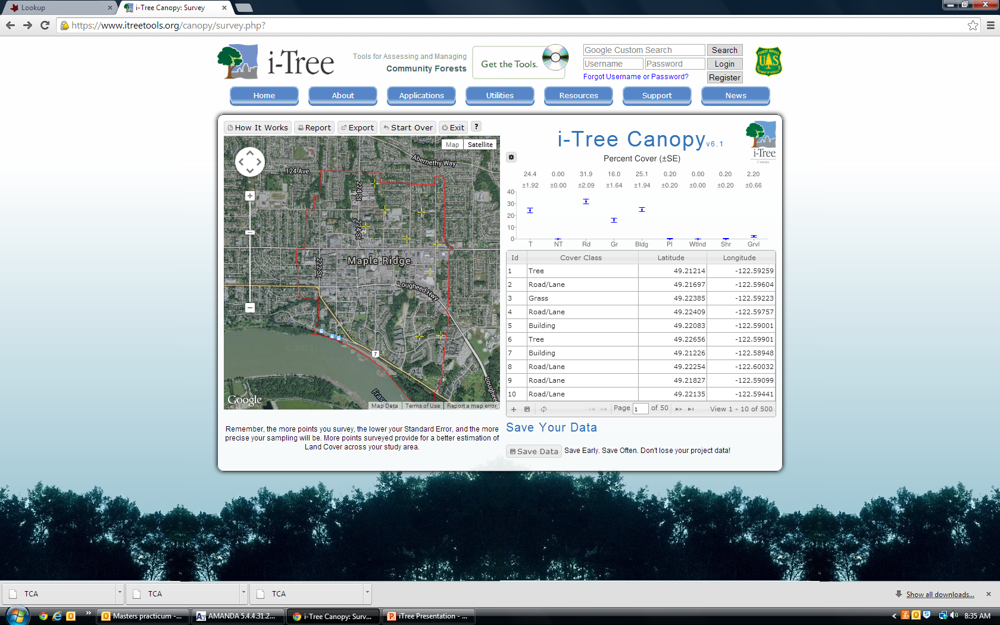 Lookup
i-Tree Canopy: Survey
https://www.itreetools.org/canopy/survey.php?
i-Tree
Tools for Assessing and Managing
Community Forests
Get the Tools.
Google Custom Search
Search
Username
Password
Login
Forgot Username or Password?
Register
FOREST SERVICE
UAS
DEPARTMENT OF AGRICULTURE
Home
About
Applications
Utilities
Resources
Support
News
How It Works
Report
Export
Start Over
Exit
?
Map
Satellite
124 Ave
Abernethy Way
224 St
224 St
222 St
Maple Ridge
Lougheed Hwy
7
Lougheed
Google
Map Data
Terms of Use
Report a map error
Remember, the more points you survey, the lower your Standard Error, and the more
precise your sampling will be. More points surveyed provide for a better estimation of
Land Cover across your study area.
i-Tree Canopy v6.1
i-Tree
Canopy
Percent Cover (±SE)
24.4 0.00 31.9 16.0 25.1 0.20 0.00 0.20 2.20
±1.92 ±0.00 ±2.09 ±1.64 ±1.94 ±0.20 ±0.00 ±0.20 ±0.66
40
30
20
10
0
T NT Rd Gr Bldg Pl Wtlnd Shr Grvl
Id Cover Class Latitude Longitude
1 Tree 49.21214 -122.59259
2 Road/Lane 49.21697 -122.59604
3 Grass 49.22385 -122.59223
4 Road/Lane 49.22409 -122.59757
5 Building 49.22083 -122.59001
6 Tree 49.22656 -122.59901
7 Building 49.21226 -122.58948
8 Road/Lane 49.22254 -122.60032
9 Road/Lane 49.21827 -122.59099
10 Road/Lane 49.22135 -122.59441
Page 1 of 50
View 1 - 10 of 500
Save Your Data
Save Data
Save Early. Save Often. Don't lose your project data!
TCA
TCA
TCA
Show all downloads...
Masters practicum -...
AMANDA 5.4.4.31.2...
i-Tree Canopy: Surv...
iTree Presentation - ...
8:35 AM